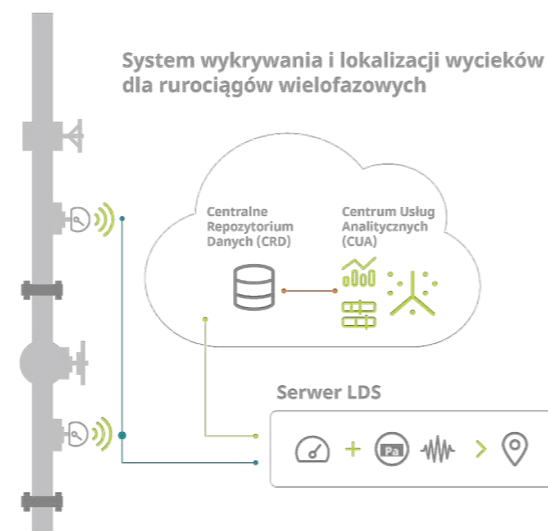 System wykrywania i lokalizacji wycieków
dla rurociągów wielofazowych
Centralne
Repozytorium
Danych (CRD)
Centrum Usług
Analitycznych
(CUA)
Serwer LDS
+
Pa
>